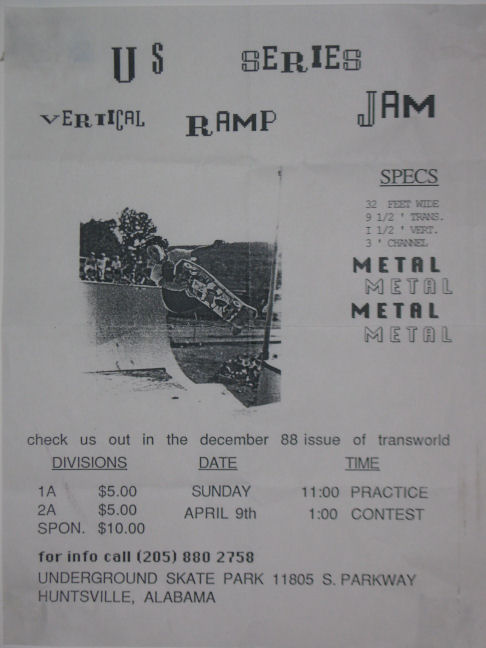 US SERIES
VERTICAL RAMP JAM
SPECS
32 FEET WIDE
9 1/2 ' TRANS.
I 1/2 ' VERT.
3 ' CHANNEL
METAL
METAL
METAL
METAL
check us out in the december 88 issue of transworld
DIVISIONS DATE TIME
1A $5.00 SUNDAY 11:00 PRACTICE
2A $5.00 APRIL 9th 1:00 CONTEST
SPON. $10.00
for info call (205) 880 2758
UNDERGROUND SKATE PARK 11805 S. PARKWAY
HUNTSVILLE, ALABAMA